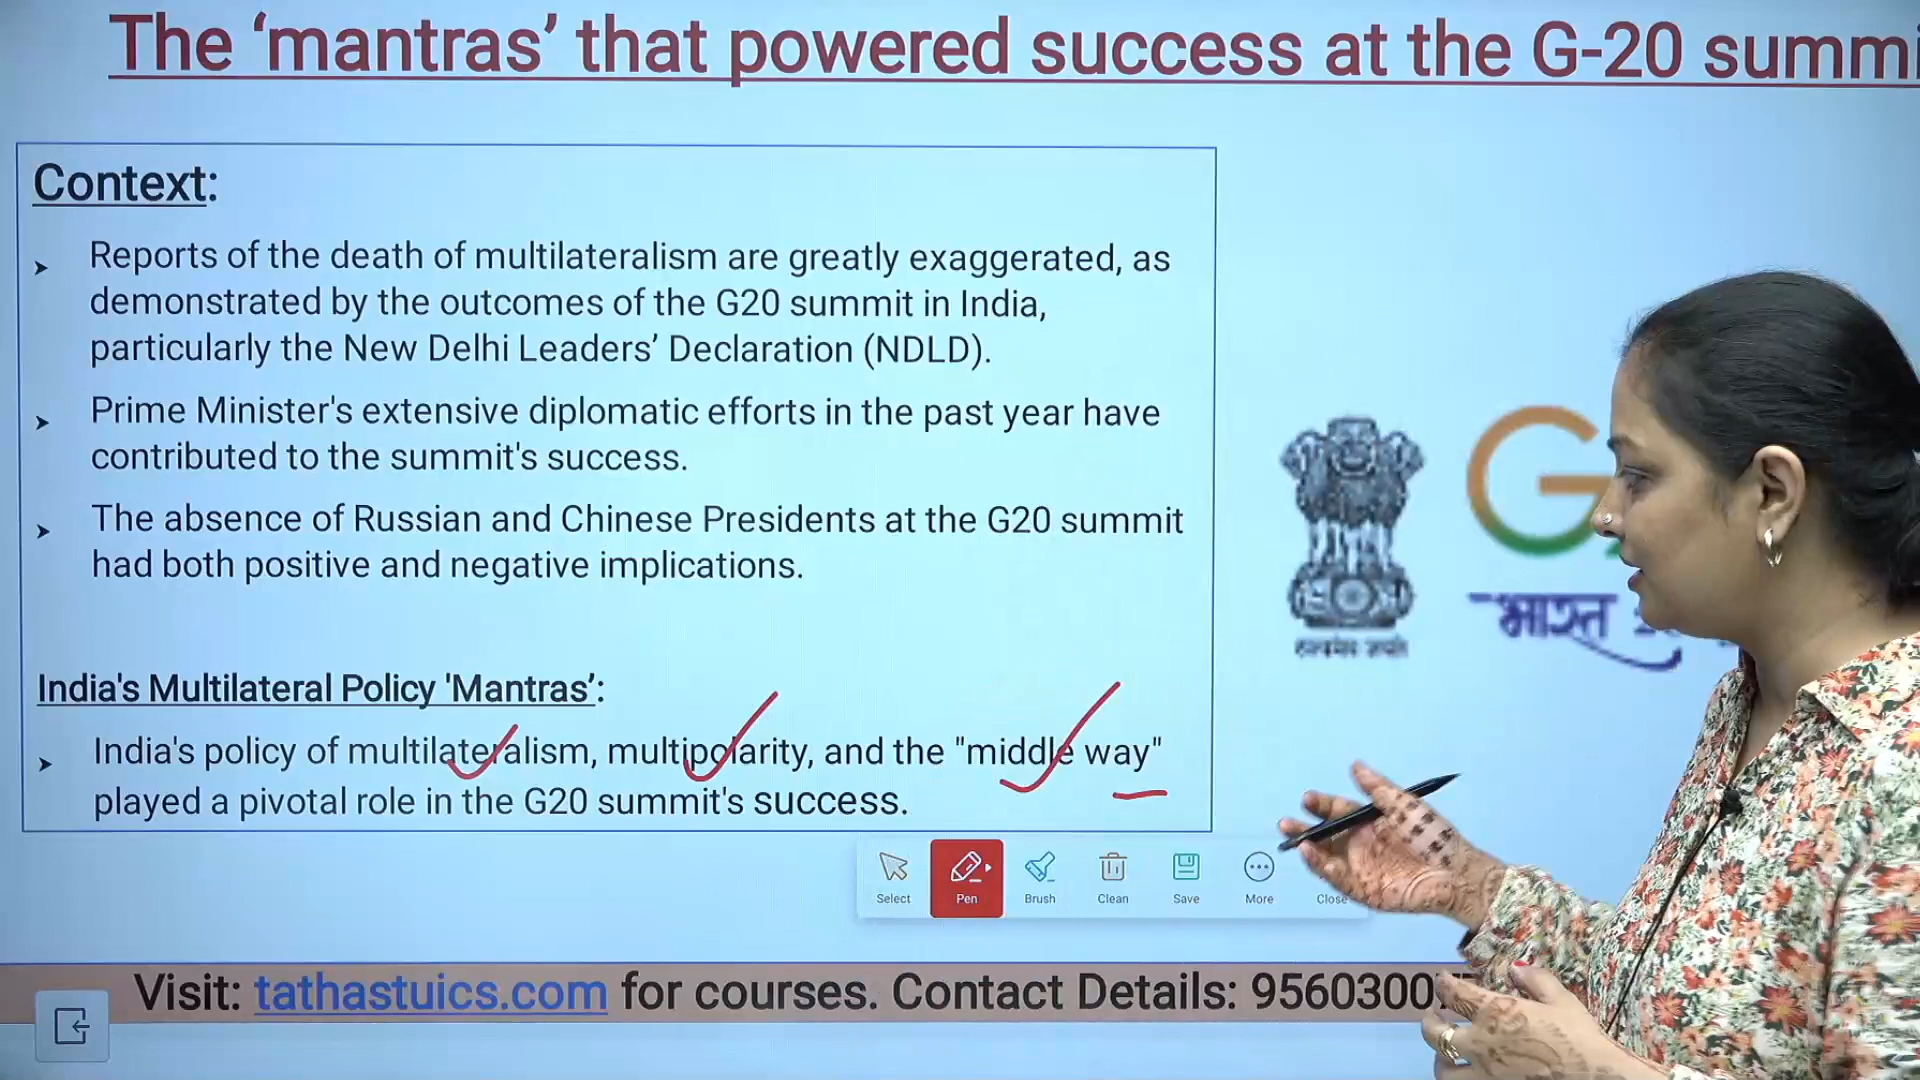 The ‘mantras’ that powered success at the G-20 summi
Context:
Reports of the death of multilateralism are greatly exaggerated, as
demonstrated by the outcomes of the G20 summit in India,
particularly the New Delhi Leaders’ Declaration (NDLD).
Prime Minister's extensive diplomatic efforts in the past year have
contributed to the summit's success.
The absence of Russian and Chinese Presidents at the G20 summit
had both positive and negative implications.
भारत
India's Multilateral Policy 'Mantras’:
India's policy of multilateralism, multipolarity, and the "middle way"
played a pivotal role in the G20 summit's success.
Select Pen Brush Clean Save More Close
Visit: tathastuics.com for courses. Contact Details: 9560300